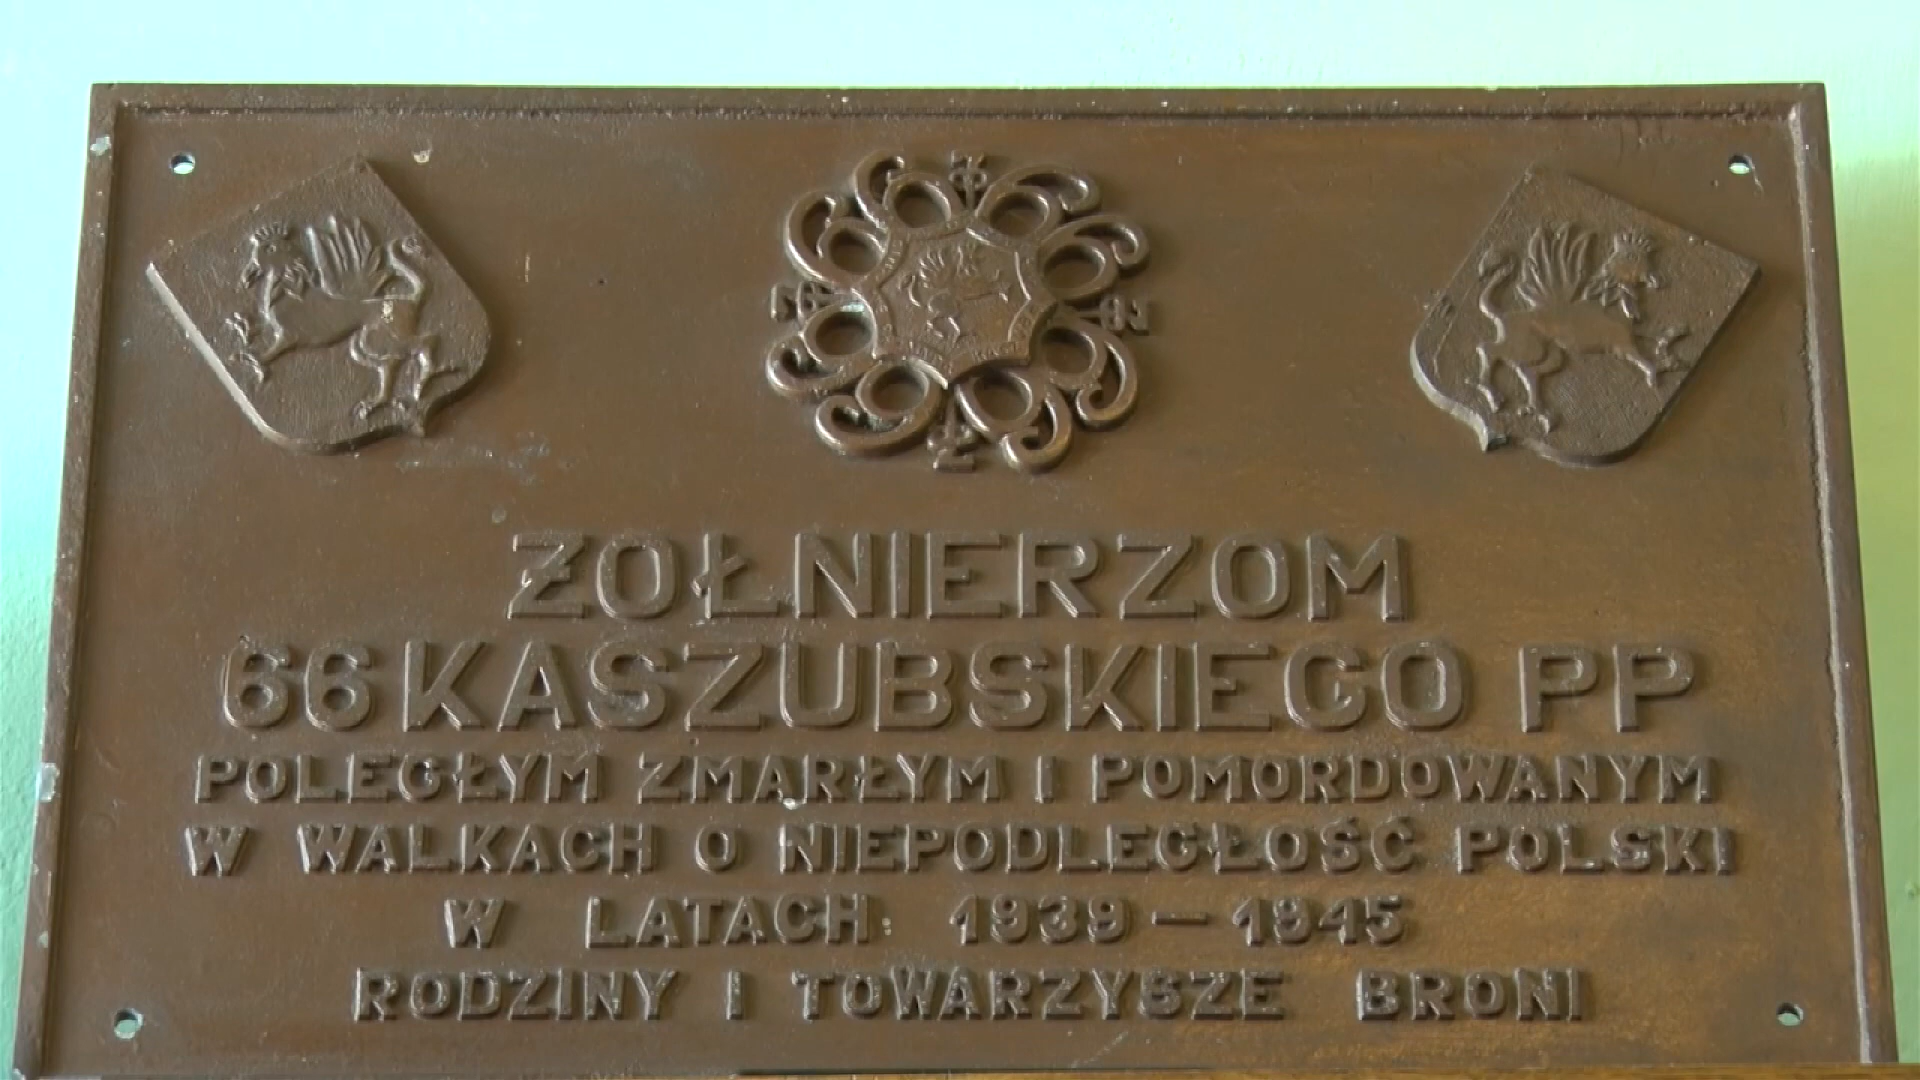 ŻOŁNIERZOM
66 KASZUBSKIEGO PP
POLEGŁYM ZMARŁYM I POMORDOWANYM
W WALKACH O NIEPODLEGŁOŚĆ POLSKI
W LATACH: 1939 — 1945
RODZINY I TOWARZYSZE BRONI